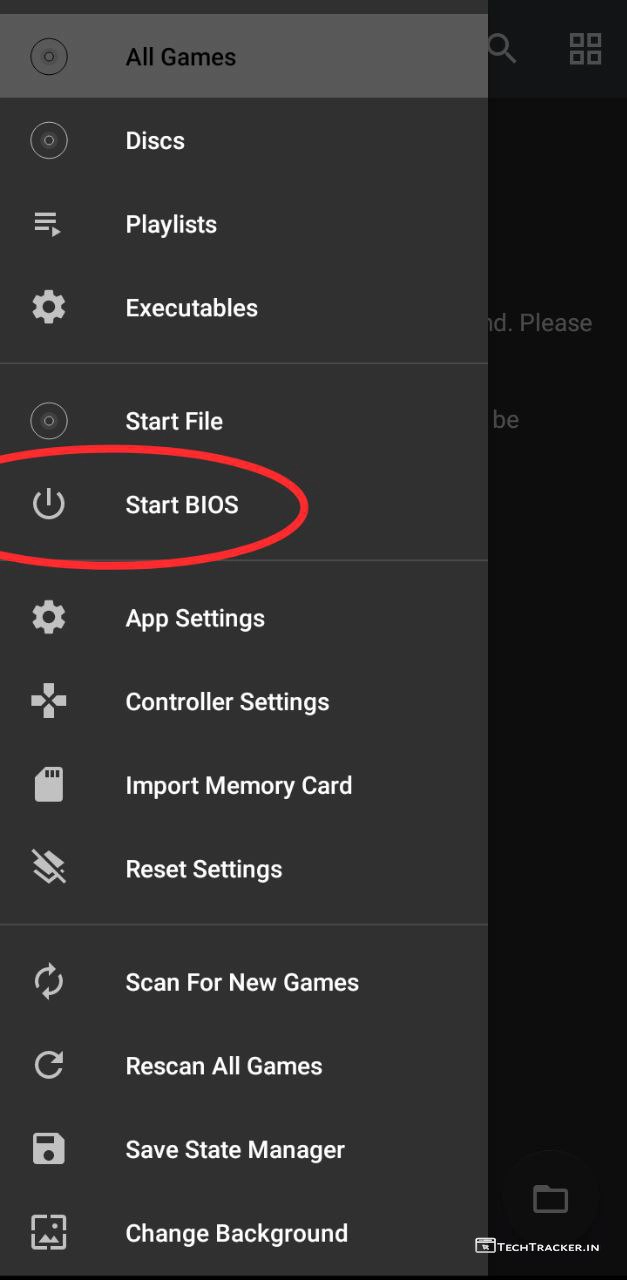 All Games
Discs
Playlists
nd. Please
Executables
be
Start File
Start BIOS
App Settings
Controller Settings
Import Memory Card
Reset Settings
Scan For New Games
Rescan All Games
Save State Manager
Change Background
TechTracker.in